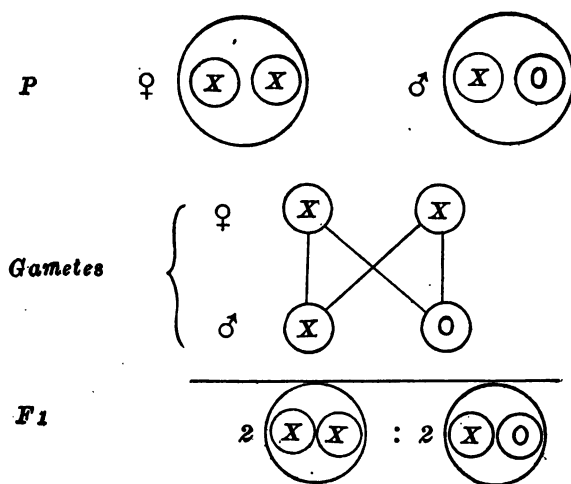 P ♀ X X ♂ X O
♀ X X
Gametes
♂ X O
F1 2 X X : 2 X O